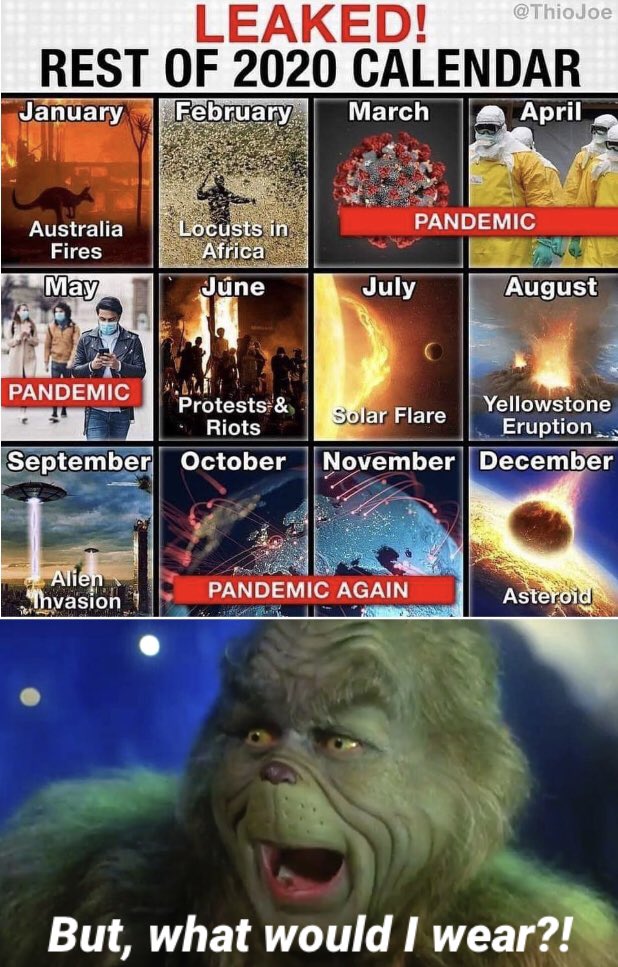 @ThioJoe
LEAKED!
REST OF 2020 CALENDAR
January
Australia
Fires
February
Locusts in
Africa
March
April
PANDEMIC
May
PANDEMIC
June
Protests &
Riots
July
Solar Flare
August
Yellowstone
Eruption
September
Alien
Invasion
October
November
PANDEMIC AGAIN
December
Asteroid
But, what would I wear?!